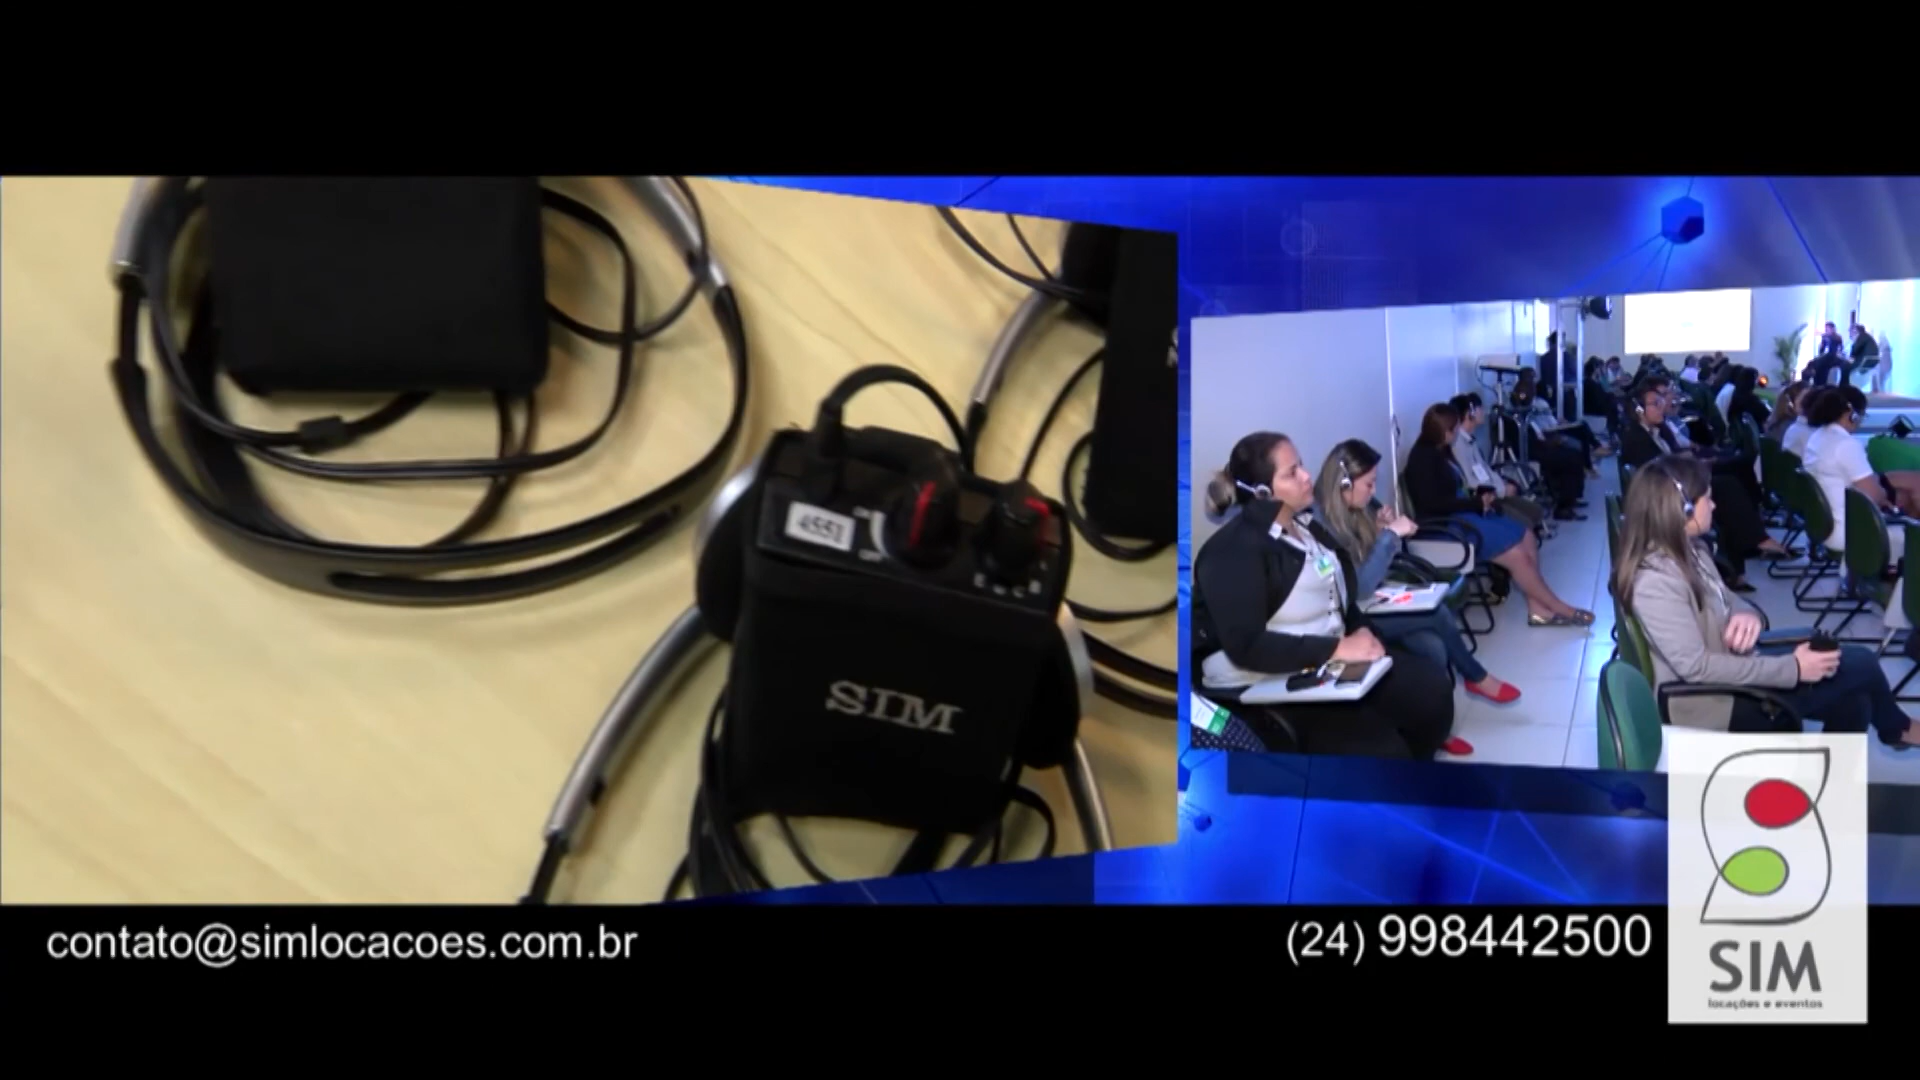 4551
SIM
contato@simlocacoes.com.br
(24) 998442500
SIM
locações e eventos